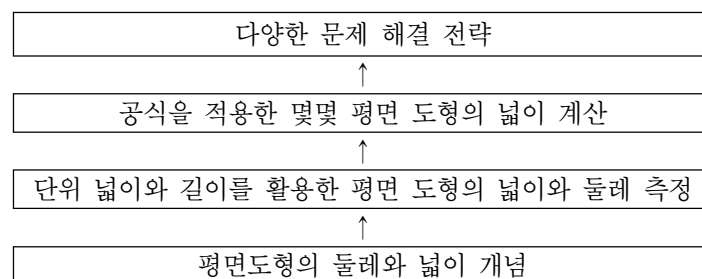 다양한 문제 해결 전략
↑
공식을 적용한 몇몇 평면 도형의 넓이 계산
↑
단위 넓이와 길이를 활용한 평면 도형의 넓이와 둘레 측정
↑
평면도형의 둘레와 넓이 개념